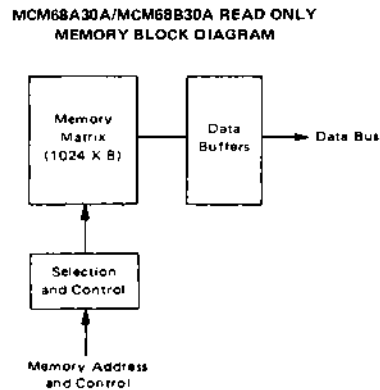 MCM68A30A/MCM68B30A READ ONLY
MEMORY BLOCK DIAGRAM
Memory
Matrix
(1024 X 8)
Data
Buffers
Data Bus
Selection
and Control
Memory Address
and Control